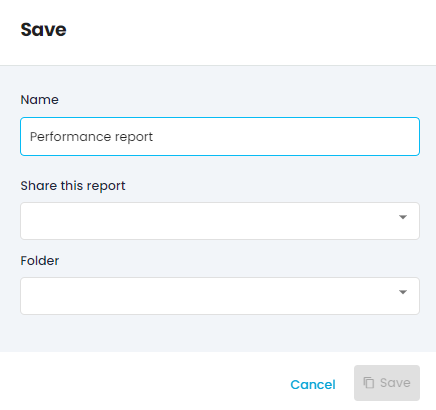 Save
Name
Performance report
Share this report
Folder
Cancel
Save